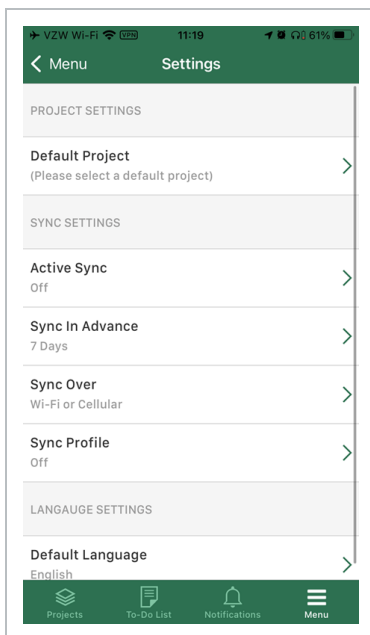 VZW Wi-Fi VPN 11:19 61%
Menu Settings
PROJECT SETTINGS
Default Project
(Please select a default project)
SYNC SETTINGS
Active Sync
Off
Sync In Advance
7 Days
Sync Over
Wi-Fi or Cellular
Sync Profile
Off
LANGAUGE SETTINGS
Default Language
English
Projects To-Do List Notifications Menu